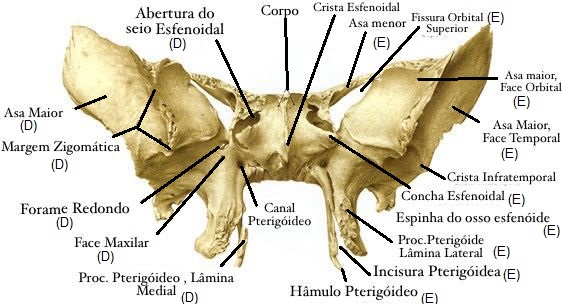 Abertura do
seio Esfenoidal
(D)
Corpo
Crista Esfenoidal
Asa menor
(E)
Fissura Orbital (E)
Superior
Asa maior,
Face Orbital
(E)
Asa Maior
(D)
Margem Zigomática
(D)
Asa Maior,
Face Temporal
(E)
Crista Infratemporal
(E)
Concha Esfenoidal (E)
Forame Redondo
(D)
Canal
Pterigóideo
Espinha do osso esfenóide
(E)
Face Maxilar
(D)
Proc.Pterigóide
Lâmina Lateral (E)
Proc. Pterigóideo , Lâmina
Medial (D)
Incisura Pterigóidea (E)
Hâmulo Pterigóideo (E)